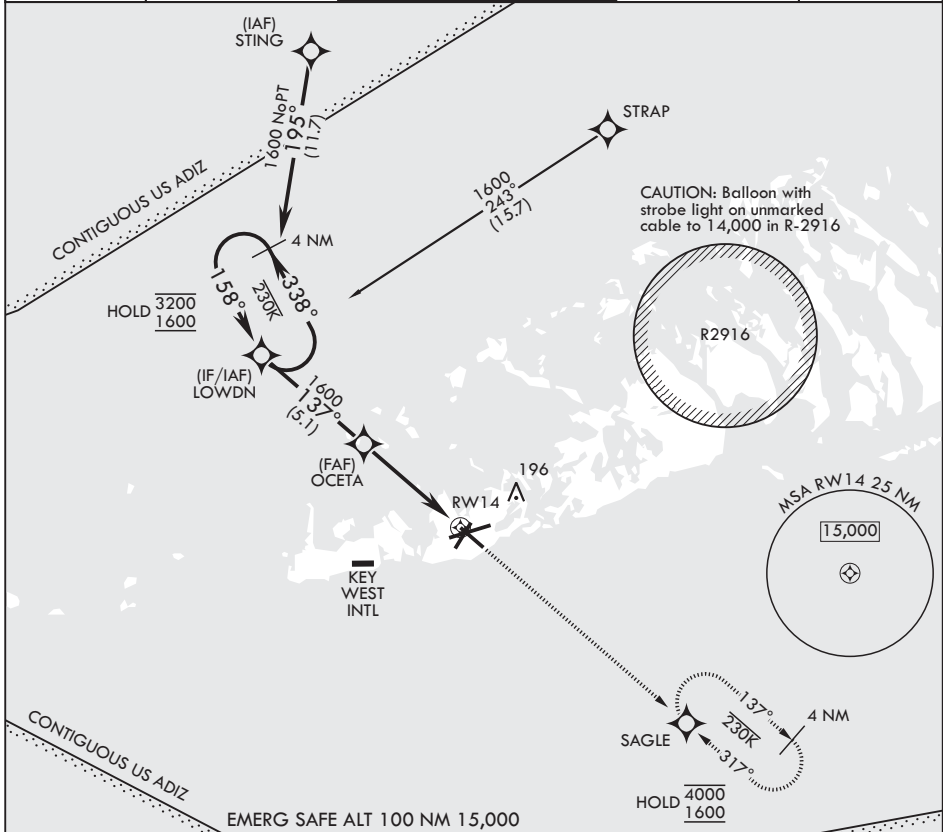 (IAF)
STING
1600 NoPT
195°
(11.7)
STRAP
1600
243°
(15.7)
CONTIGUOUS US ADIZ
CAUTION: Balloon with
strobe light on unmarked
cable to 14,000 in R-2916
4 NM
338°
158°
230K
HOLD 3200
1600
R2916
(IF/IAF)
LOWDN
1600
137°
(5.1)
(FAF)
OCETA
196
RW14
MSA RW14 25 NM
15,000
KEY
WEST
INTL
137°
4 NM
230K
SAGLE
317°
CONTIGUOUS US ADIZ
HOLD 4000
1600
EMERG SAFE ALT 100 NM 15,000